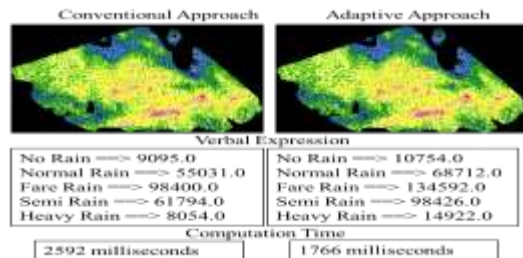 Conventional Approach
Adaptive Approach
Verbal Expression
No Rain ==> 9095.0
Normal Rain ==> 55031.0
Fare Rain ==> 98400.0
Semi Rain ==> 61794.0
Heavy Rain ==> 8054.0
No Rain ==> 10754.0
Normal Rain ==> 68712.0
Fare Rain ==> 134592.0
Semi Rain ==> 98426.0
Heavy Rain ==> 14922.0
Computation Time
2592 milliseconds
1766 milliseconds